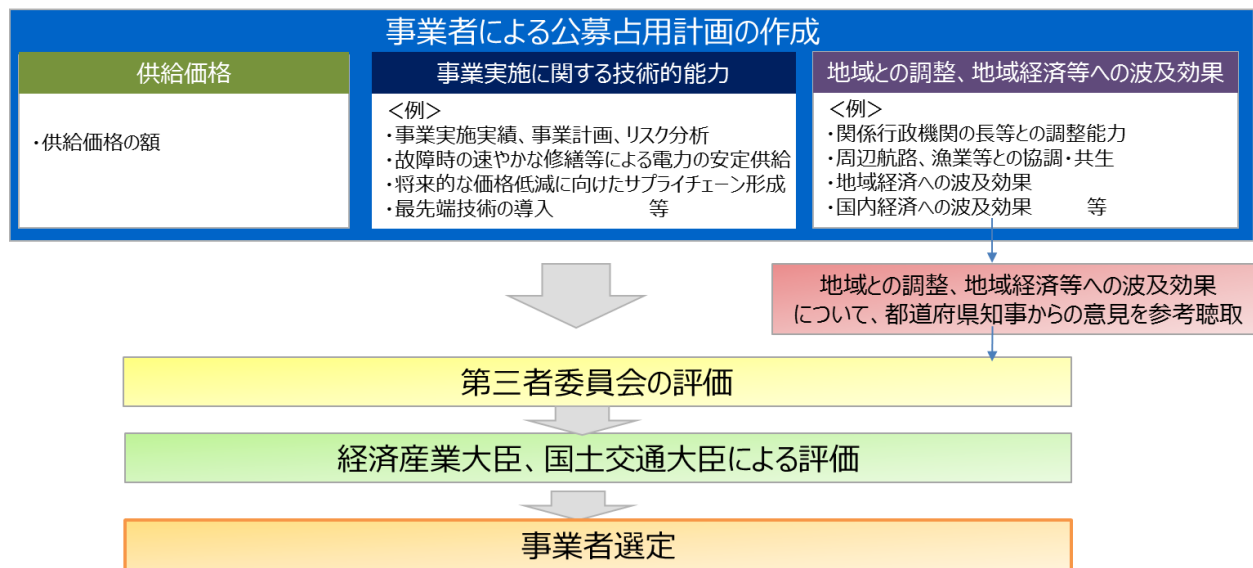 事業者による公募占用計画の作成
供給価格
・供給価格の額
事業実施に関する技術的能力
＜例＞
・事業実施実績、事業計画、リスク分析
・故障時の速やかな修繕等による電力の安定供給
・将来的な価格低減に向けたサプライチェーン形成
・最先端技術の導入　　　　等
地域との調整、地域経済等への波及効果
＜例＞
・関係行政機関の長等との調整能力
・周辺航路、漁業等との協調・共生
・地域経済への波及効果
・国内経済への波及効果　　　等
地域との調整、地域経済等への波及効果
について、都道府県知事からの意見を参考聴取
第三者委員会の評価
経済産業大臣、国土交通大臣による評価
事業者選定